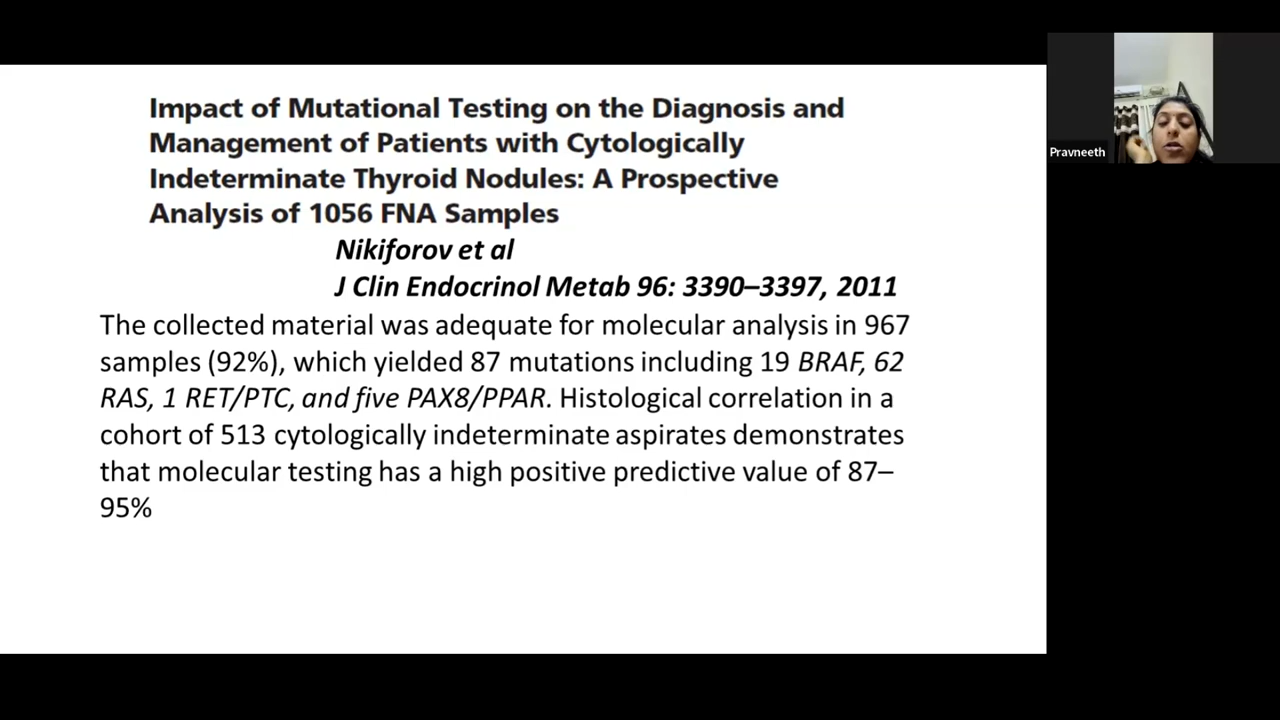 Impact of Mutational Testing on the Diagnosis and
Management of Patients with Cytologically
Indeterminate Thyroid Nodules: A Prospective
Analysis of 1056 FNA Samples
Nikiforov et al
J Clin Endocrinol Metab 96: 3390–3397, 2011
The collected material was adequate for molecular analysis in 967
samples (92%), which yielded 87 mutations including 19 BRAF, 62
RAS, 1 RET/PTC, and five PAX8/PPAR. Histological correlation in a
cohort of 513 cytologically indeterminate aspirates demonstrates
that molecular testing has a high positive predictive value of 87–
95%
Pravneeth